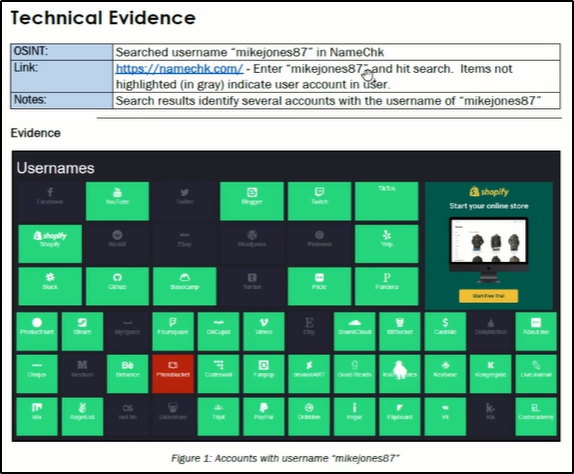 Technical Evidence
OSINT: Searched username “mikejones87” in NameChk
Link: https://namechk.com/ - Enter “mikejones87” and hit search. Items not
highlighted (in gray) indicate user account in user.
Notes: Search results identify several accounts with the username of “mikejones87”
Evidence
Usernames
Facebook YouTube Twitter Blogger Twitch TikTok
shopify
Start your online store
Shopify Reddit Ebay Wordpress Pinterest Yelp
Slack Github Basecamp Tumblr Flickr Pandora
Start Free Trial
ProductHunt Steam MySpace Foursquare OkCupid Vimeo Etsy SoundCloud BitBucket CashMe DailyMotion About.me
Disqus Medium Behance Photobucket Codewall Fanpop deviantART Good Reads Instructables Keybase Kongregate LiveJournal
Mix AngelList last.fm Slideshare Tripit PayPal Dribbble Imgur Flipboard VK Kik Codecademy
Figure 1: Accounts with username “mikejones87”